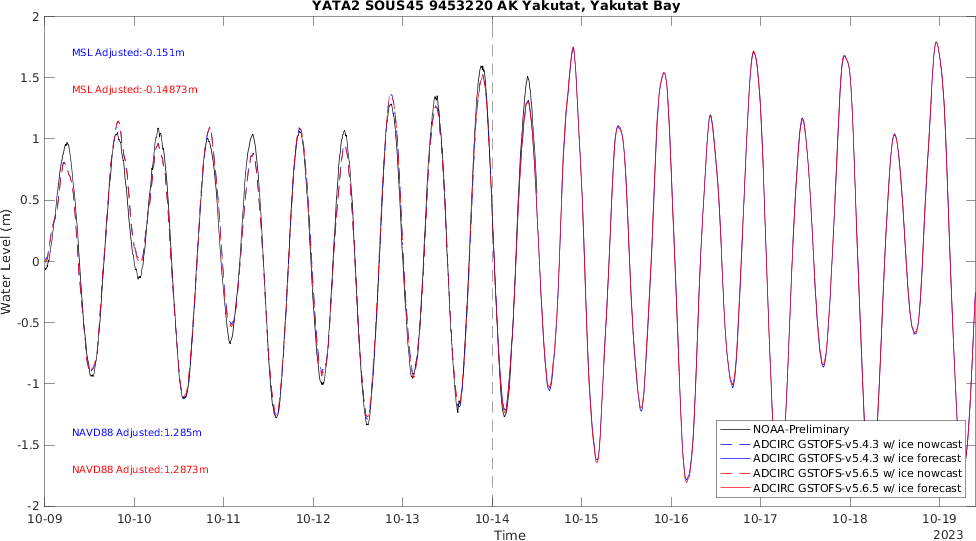 YATA2 SOUS45 9453220 AK Yakutat, Yakutat Bay
2
1.5
1
0.5
0
-0.5
-1
-1.5
-2
Water Level (m)
MSL Adjusted:-0.151m
MSL Adjusted:-0.14873m
NAVD88 Adjusted:1.285m
NAVD88 Adjusted:1.2873m
NOAA-Preliminary
ADCIRC GSTOFS-v5.4.3 w/ ice nowcast
ADCIRC GSTOFS-v5.4.3 w/ ice forecast
ADCIRC GSTOFS-v5.6.5 w/ ice nowcast
ADCIRC GSTOFS-v5.6.5 w/ ice forecast
10-09 10-10 10-11 10-12 10-13 10-14 10-15 10-16 10-17 10-18 10-19
Time
2023